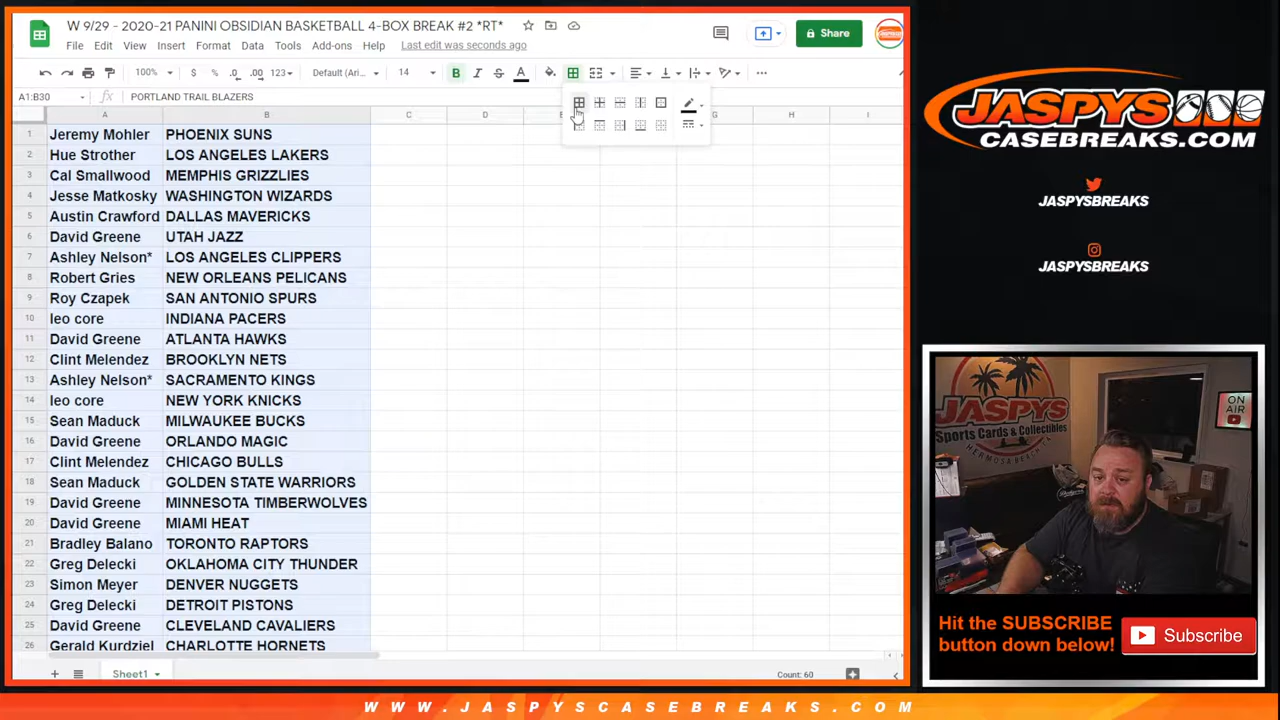 W 9/29 - 2020-21 PANINI OBSIDIAN BASKETBALL 4-BOX BREAK #2 *RT*
Share
File Edit View Insert Format Data Tools Add-ons Help Last edit was seconds ago
100% $ % .0 .00 123 Default (Ari... 14 B I S A
A1:B30 fx PORTLAND TRAIL BLAZERS
A B C D E G H I
1 Jeremy Mohler PHOENIX SUNS
2 Hue Strother LOS ANGELES LAKERS
3 Cal Smallwood MEMPHIS GRIZZLIES
4 Jesse Matkosky WASHINGTON WIZARDS
5 Austin Crawford DALLAS MAVERICKS
6 David Greene UTAH JAZZ
7 Ashley Nelson* LOS ANGELES CLIPPERS
8 Robert Gries NEW ORLEANS PELICANS
9 Roy Czapek SAN ANTONIO SPURS
10 leo core INDIANA PACERS
11 David Greene ATLANTA HAWKS
12 Clint Melendez BROOKLYN NETS
13 Ashley Nelson* SACRAMENTO KINGS
14 leo core NEW YORK KNICKS
15 Sean Maduck MILWAUKEE BUCKS
16 David Greene ORLANDO MAGIC
17 Clint Melendez CHICAGO BULLS
18 Sean Maduck GOLDEN STATE WARRIORS
19 David Greene MINNESOTA TIMBERWOLVES
20 David Greene MIAMI HEAT
21 Bradley Balano TORONTO RAPTORS
22 Greg Delecki OKLAHOMA CITY THUNDER
23 Simon Meyer DENVER NUGGETS
24 Greg Delecki DETROIT PISTONS
25 David Greene CLEVELAND CAVALIERS
26 Gerald Kurdziel CHARLOTTE HORNETS
Sheet1
Count: 60
JASPYS
CASEBREAKS.COM
JASPYSBREAKS
JASPYSBREAKS
JASPYS
Sports Cards & Collectibles
HERMOSA BEACH, CA
ON
AIR
Hit the SUBSCRIBE
button down below!
Subscribe
WWW.JASPYSCASEBREAKS.COM